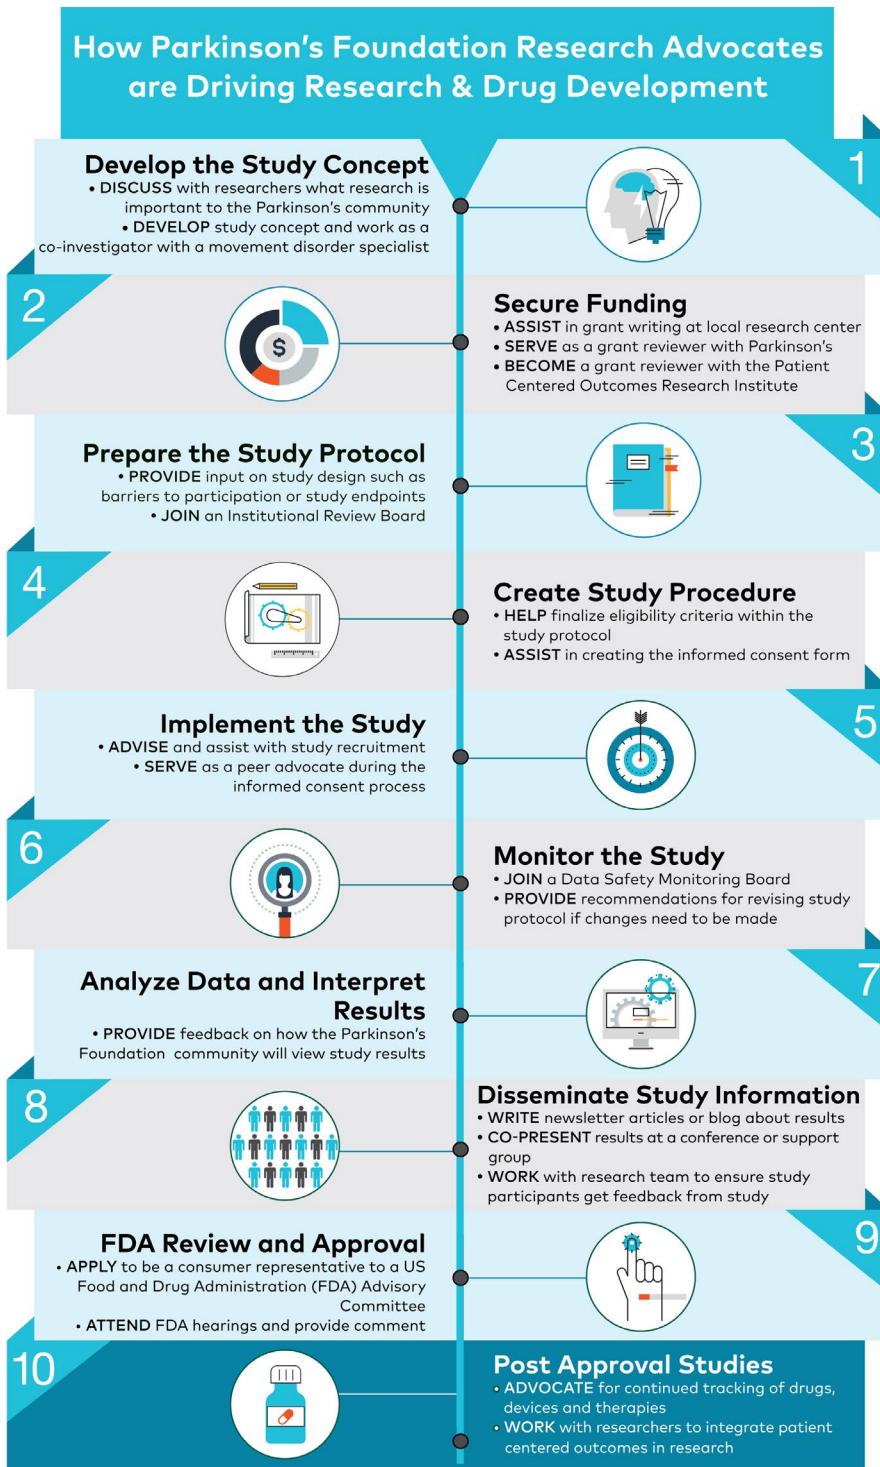 How Parkinson's Foundation Research Advocates
are Driving Research & Drug Development
1
Develop the Study Concept
• DISCUSS with researchers what research is
important to the Parkinson's community
• DEVELOP study concept and work as a
co-investigator with a movement disorder specialist
2
$
Secure Funding
• ASSIST in grant writing at local research center
• SERVE as a grant reviewer with Parkinson's
• BECOME a grant reviewer with the Patient
Centered Outcomes Research Institute
3
Prepare the Study Protocol
• PROVIDE input on study design such as
barriers to participation or study endpoints
• JOIN an Institutional Review Board
4
Create Study Procedure
• HELP finalize eligibility criteria within the
study protocol
• ASSIST in creating the informed consent form
5
Implement the Study
• ADVISE and assist with study recruitment
• SERVE as a peer advocate during the
informed consent process
6
Monitor the Study
• JOIN a Data Safety Monitoring Board
• PROVIDE recommendations for revising study
protocol if changes need to be made
7
Analyze Data and Interpret
Results
• PROVIDE feedback on how the Parkinson's
Foundation community will view study results
8
Disseminate Study Information
• WRITE newsletter articles or blog about results
• CO-PRESENT results at a conference or support
group
• WORK with research team to ensure study
participants get feedback from study
9
FDA Review and Approval
• APPLY to be a consumer representative to a US
Food and Drug Administration (FDA) Advisory
Committee
• ATTEND FDA hearings and provide comment
10
Post Approval Studies
• ADVOCATE for continued tracking of drugs,
devices and therapies
• WORK with researchers to integrate patient
centered outcomes in research